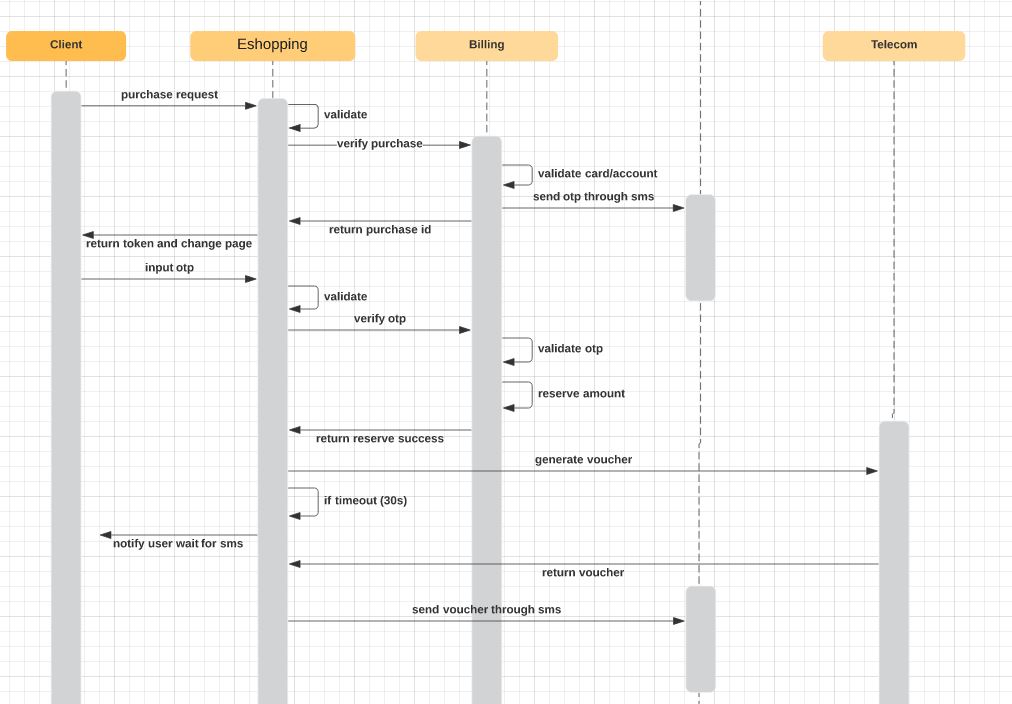 Client
Eshopping
Billing
Telecom
purchase request
validate
verify purchase
validate card/account
send otp through sms
return purchase id
return token and change page
input otp
validate
verify otp
validate otp
reserve amount
return reserve success
generate voucher
if timeout (30s)
notify user wait for sms
return voucher
send voucher through sms